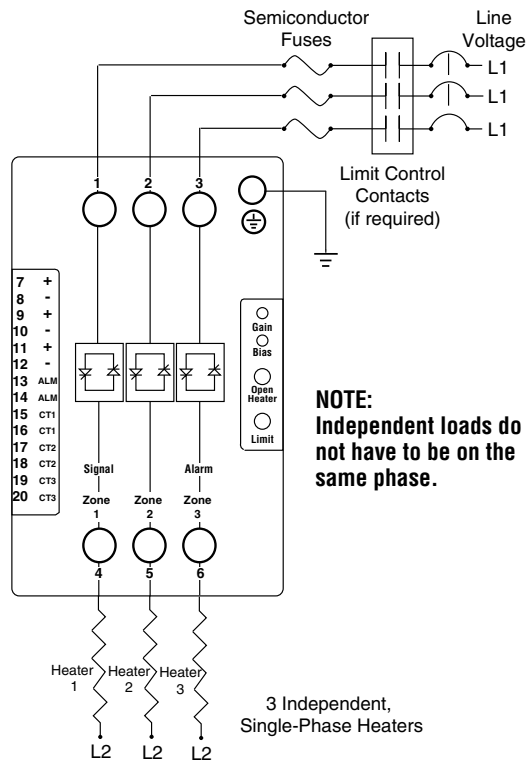 Semiconductor
Fuses
Line
Voltage
L1
L1
L1
Limit Control
Contacts
(if required)
1
2
3
7 +
8 -
9 +
10 -
11 +
12 -
13 ALM
14 ALM
15 CT1
16 CT1
17 CT2
18 CT2
19 CT3
20 CT3
Gain
Bias
Open
Heater
Limit
NOTE:
Independent loads do
not have to be on the
same phase.
Signal
Alarm
Zone
1
Zone
2
Zone
3
4
5
6
Heater
1
Heater
2
Heater
3
3 Independent,
Single-Phase Heaters
L2
L2
L2